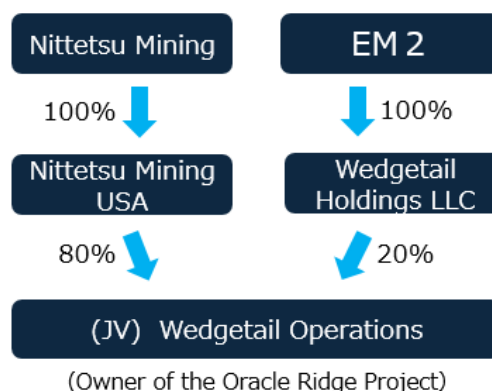 Nittetsu Mining
EM 2
100%
100%
Nittetsu Mining
USA
Wedgetail
Holdings LLC
80%
20%
(JV) Wedgetail Operations
(Owner of the Oracle Ridge Project)